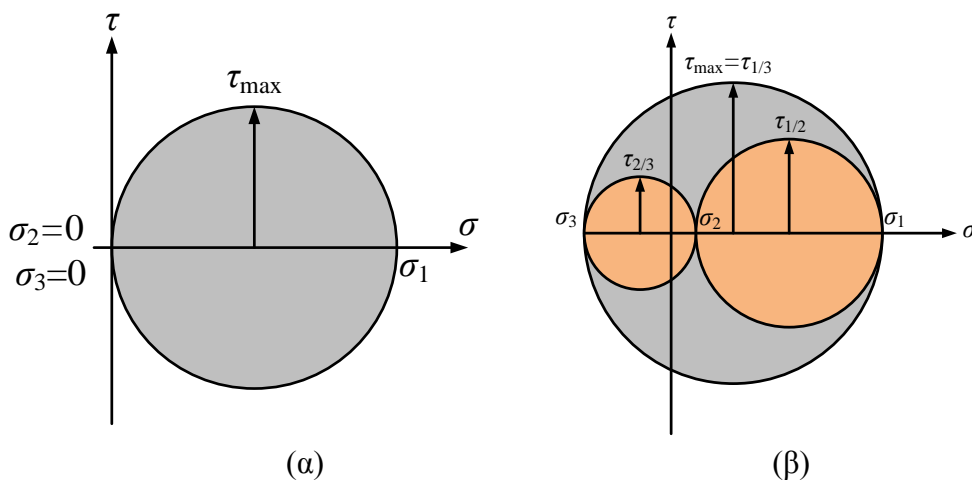 τ
τmax
σ2=0
σ3=0
σ
σ1
(α)
τ
τmax=τ1/3
τ1/2
τ2/3
σ3
σ2
σ1
σ
(β)